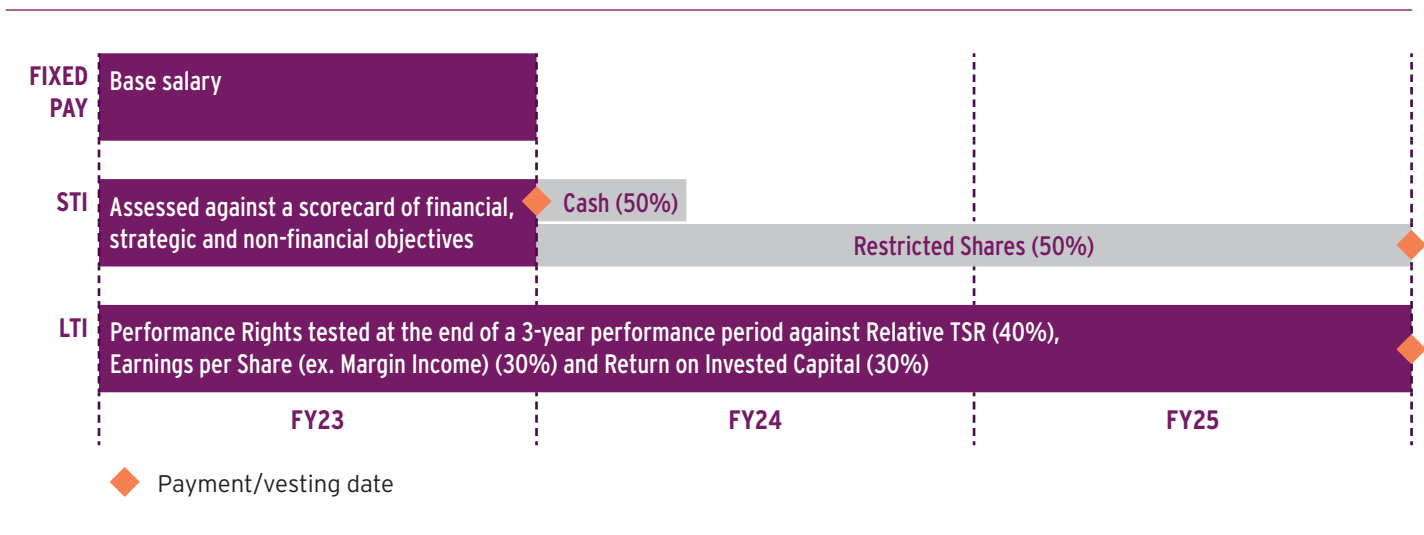 FIXED
PAY
Base salary
STI
Assessed against a scorecard of financial,
strategic and non-financial objectives
Cash (50%)
Restricted Shares (50%)
LTI
Performance Rights tested at the end of a 3-year performance period against Relative TSR (40%),
Earnings per Share (ex. Margin Income) (30%) and Return on Invested Capital (30%)
FY23
FY24
FY25
Payment/vesting date